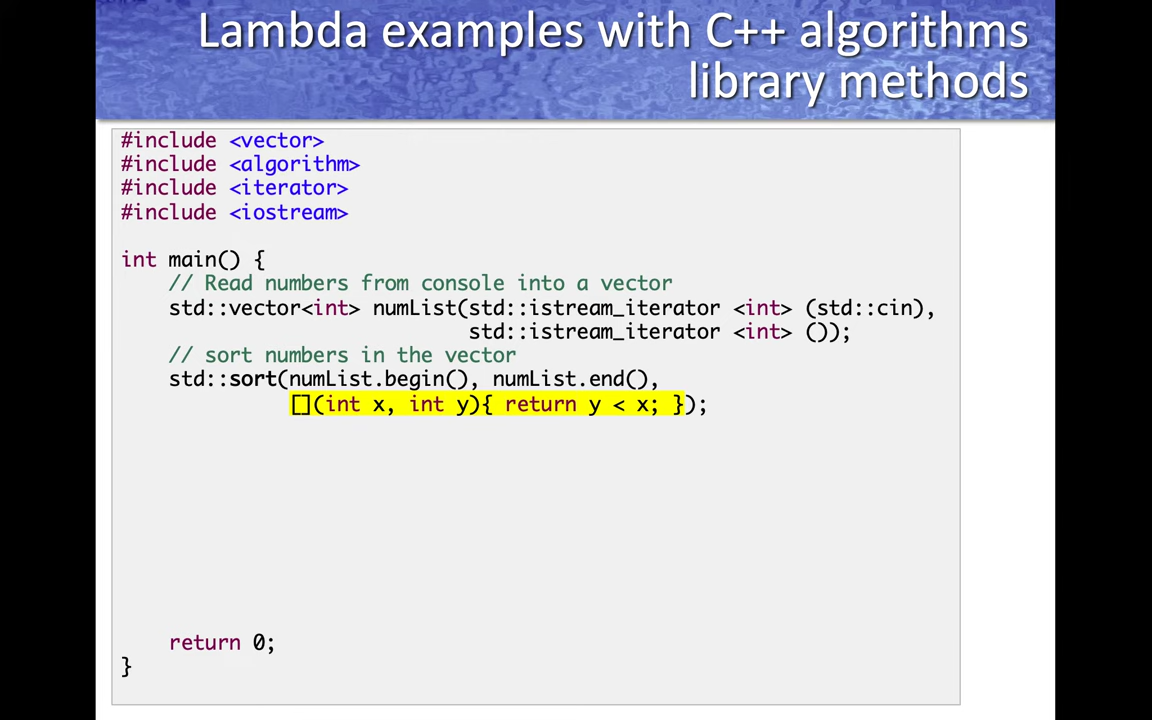 Lambda examples with C++ algorithms
library methods
#include <vector>
#include <algorithm>
#include <iterator>
#include <iostream>
int main() {
// Read numbers from console into a vector
std::vector<int> numList(std::istream_iterator <int> (std::cin),
std::istream_iterator <int> ());
// sort numbers in the vector
std::sort(numList.begin(), numList.end(),
[](int x, int y){ return y < x; });
return 0;
}